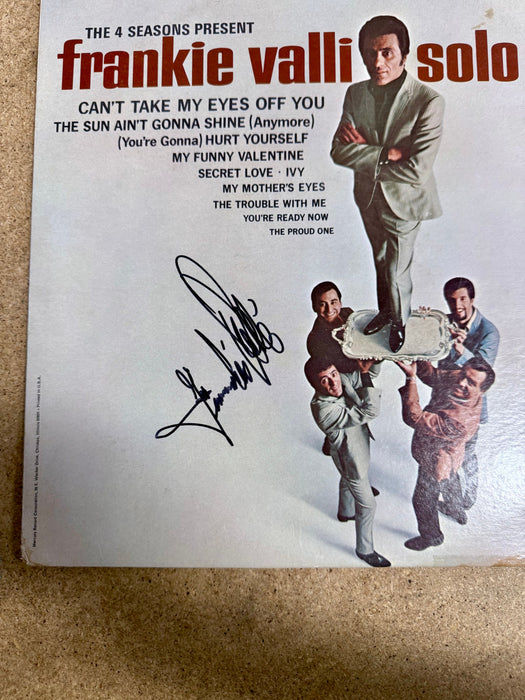 THE 4 SEASONS PRESENT
frankie valli solo
CAN'T TAKE MY EYES OFF YOU
THE SUN AIN'T GONNA SHINE (Anymore)
(You're Gonna) HURT YOURSELF
MY FUNNY VALENTINE
SECRET LOVE · IVY
MY MOTHER'S EYES
THE TROUBLE WITH ME
YOU'RE READY NOW
THE PROUD ONE